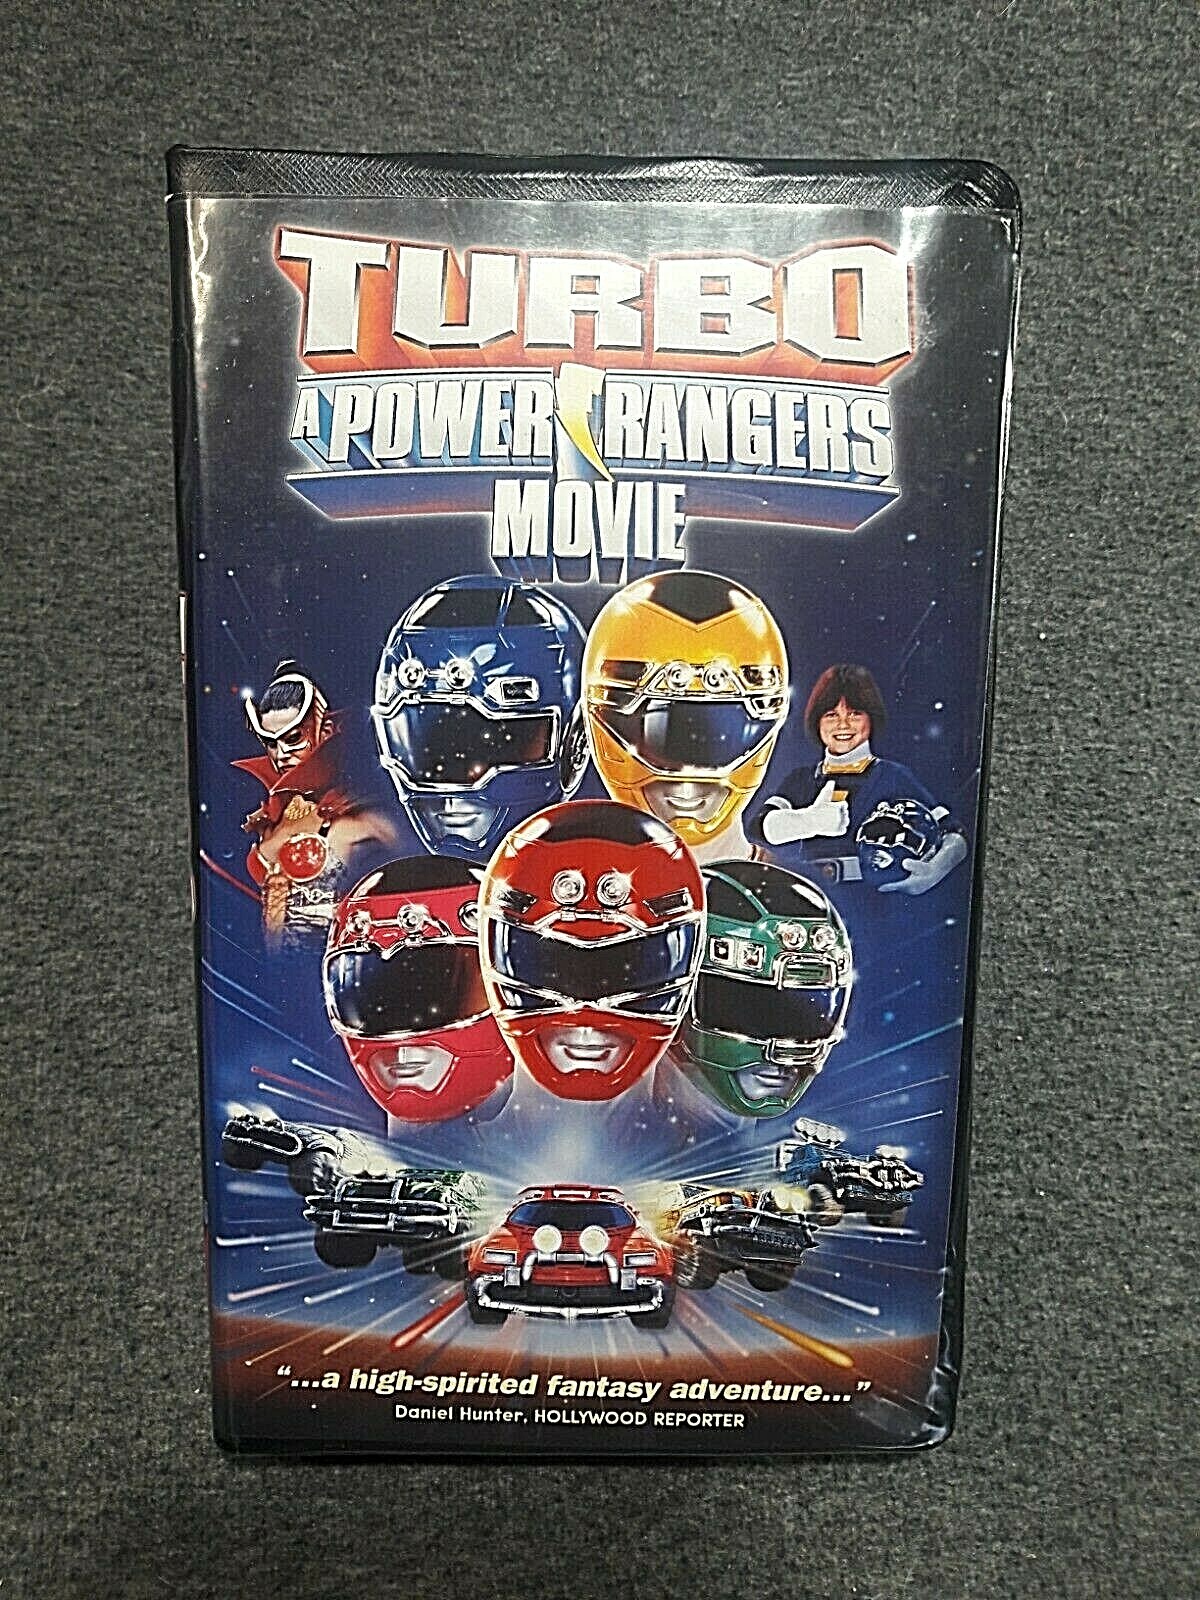 TURBO
A POWER RANGERS
MOVIE
"...a high-spirited fantasy adventure..."
Daniel Hunter, HOLLYWOOD REPORTER